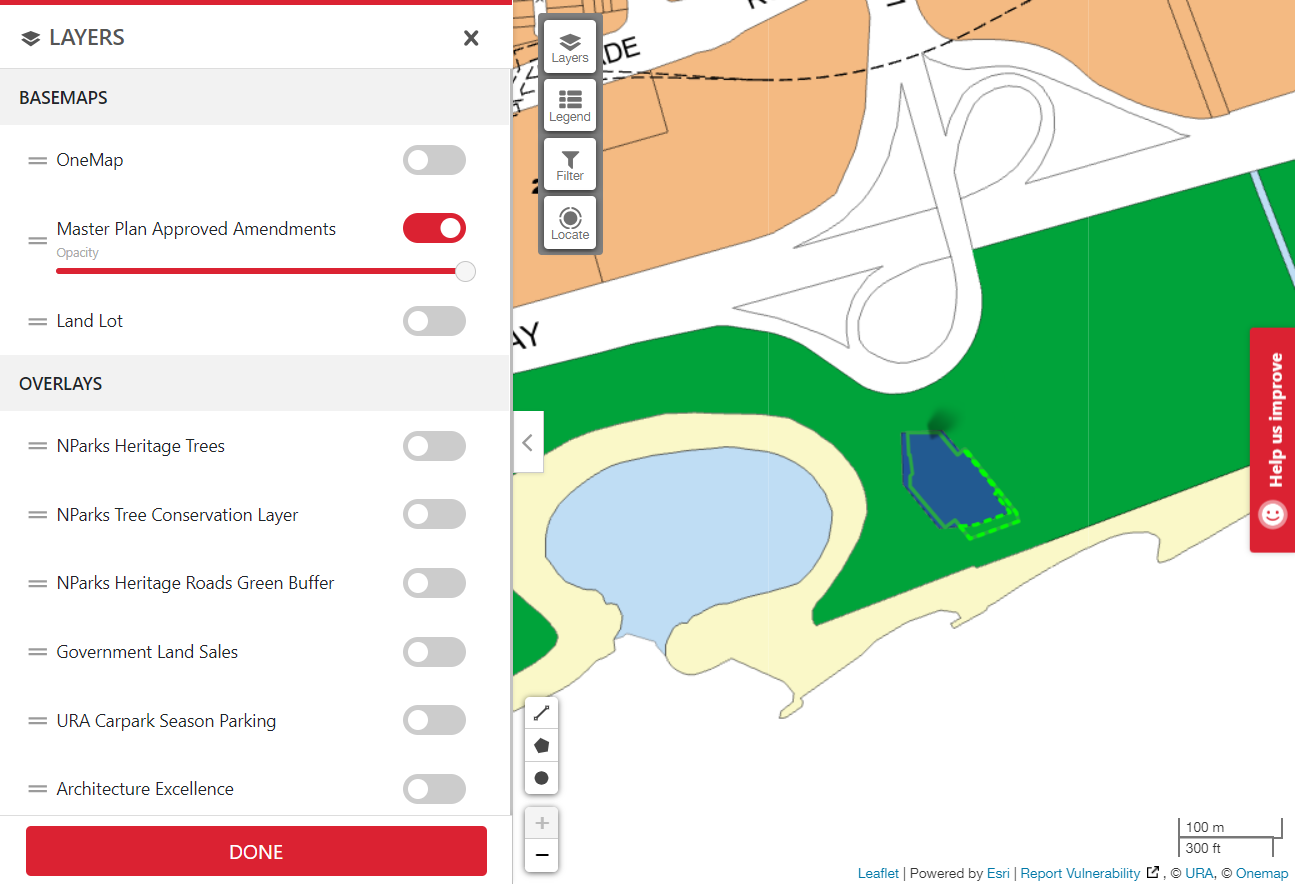 LAYERS
BASEMAPS
OneMap
Master Plan Approved Amendments
Opacity
Land Lot
OVERLAYS
NParks Heritage Trees
NParks Tree Conservation Layer
NParks Heritage Roads Green Buffer
Government Land Sales
URA Carpark Season Parking
Architecture Excellence
DONE
Layers
Legend
Filter
Locate
ADE
AY
Help us improve
100 m
300 ft
Leaflet | Powered by Esri | Report Vulnerability , © URA, © Onemap